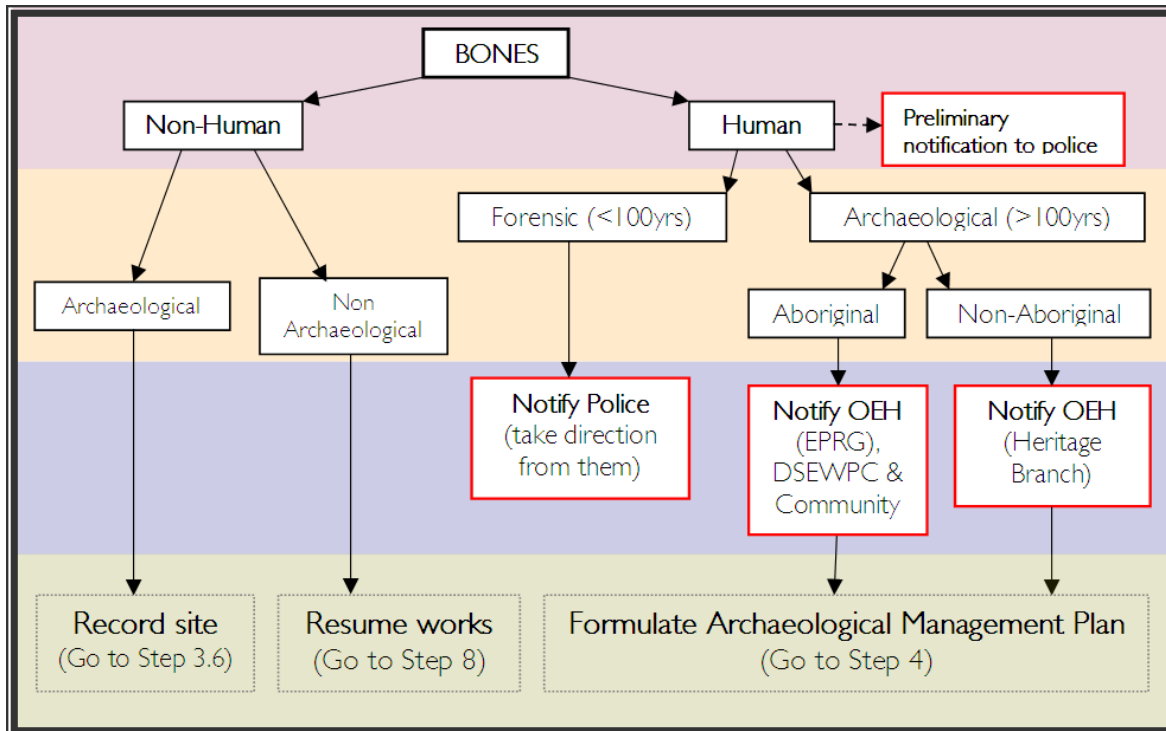 BONES
Non-Human
Human
Preliminary
notification to police
Forensic (<100yrs)
Archaeological (>100yrs)
Archaeological
Non
Archaeological
Aboriginal
Non-Aboriginal
Notify Police
(take direction
from them)
Notify OEH
(EPRG),
DSEWPC &
Community
Notify OEH
(Heritage
Branch)
Record site
(Go to Step 3.6)
Resume works
(Go to Step 8)
Formulate Archaeological Management Plan
(Go to Step 4)